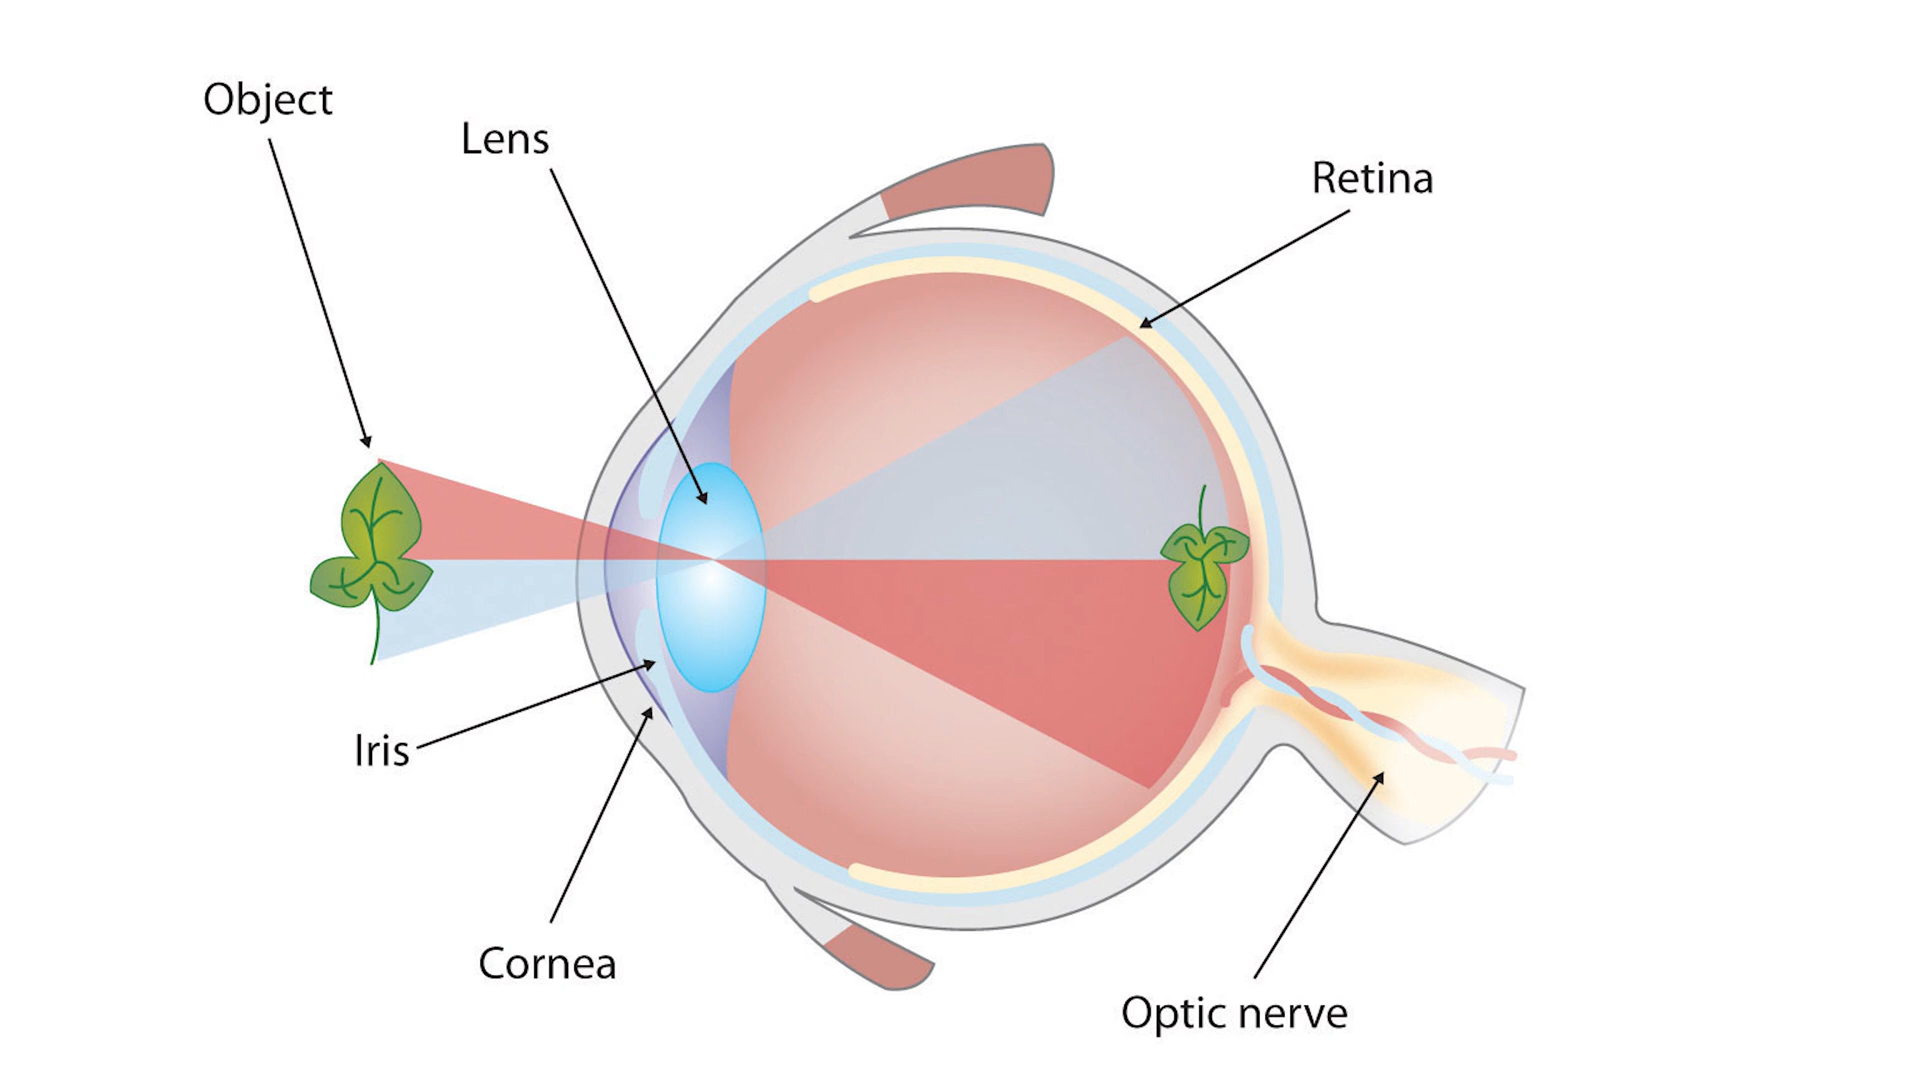 Object
Lens
Retina
Iris
Cornea
Optic nerve